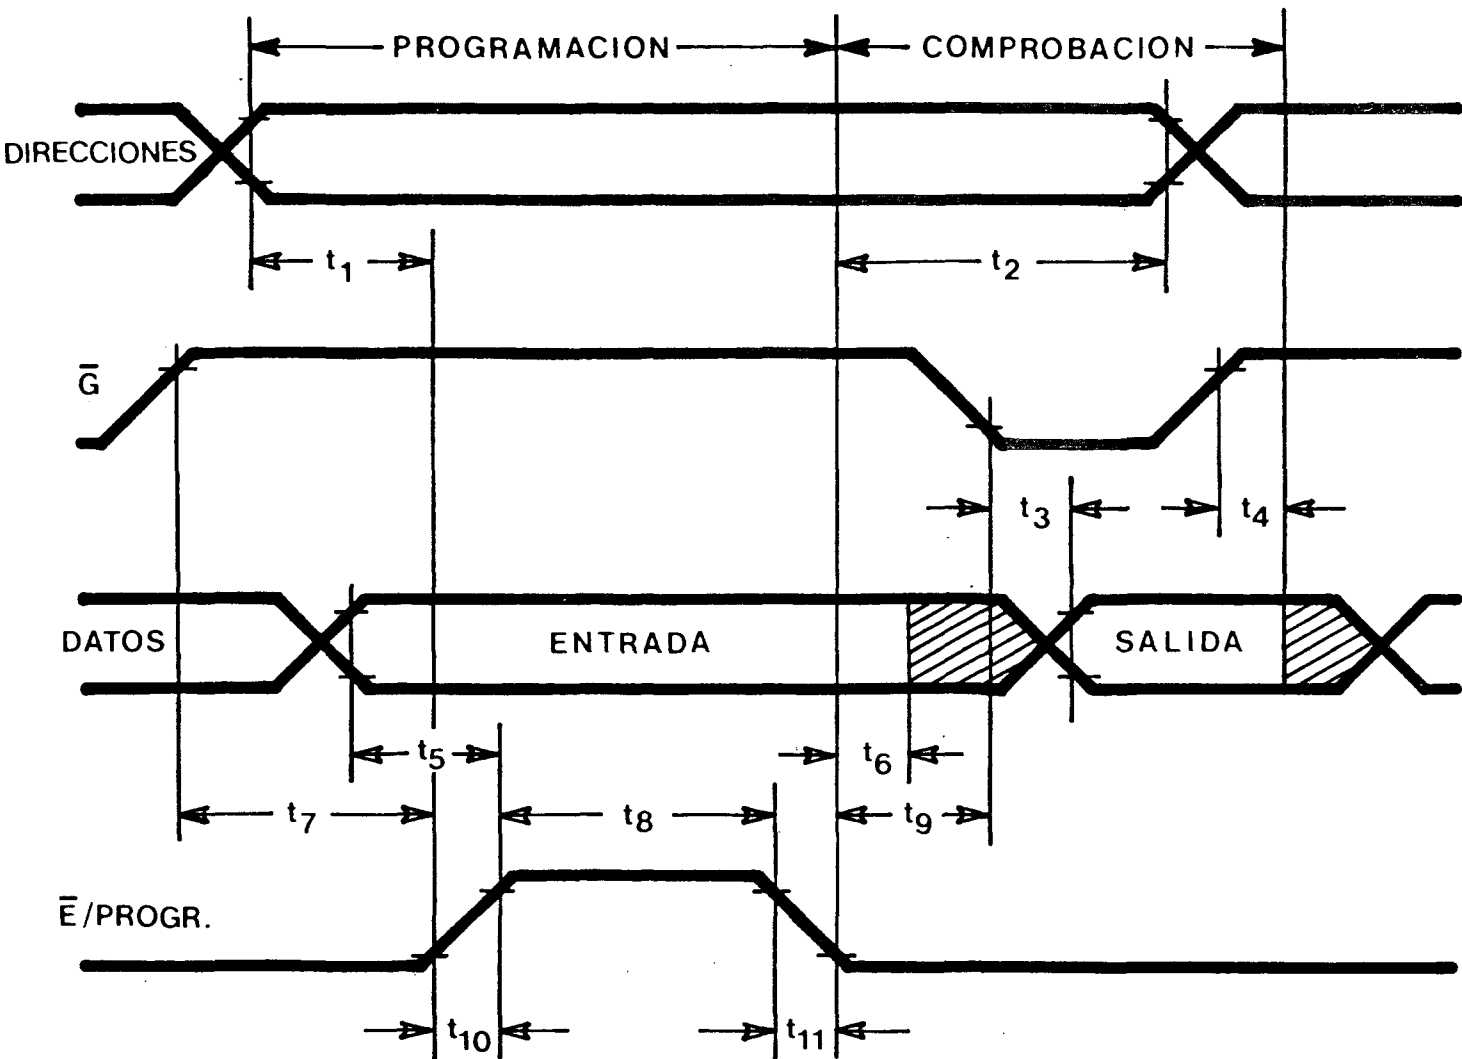 PROGRAMACION
COMPROBACION
DIRECCIONES
t1
t2
G̅
t3
t4
DATOS
ENTRADA
SALIDA
t5
t6
t7
t8
t9
E̅/PROGR.
t10
t11